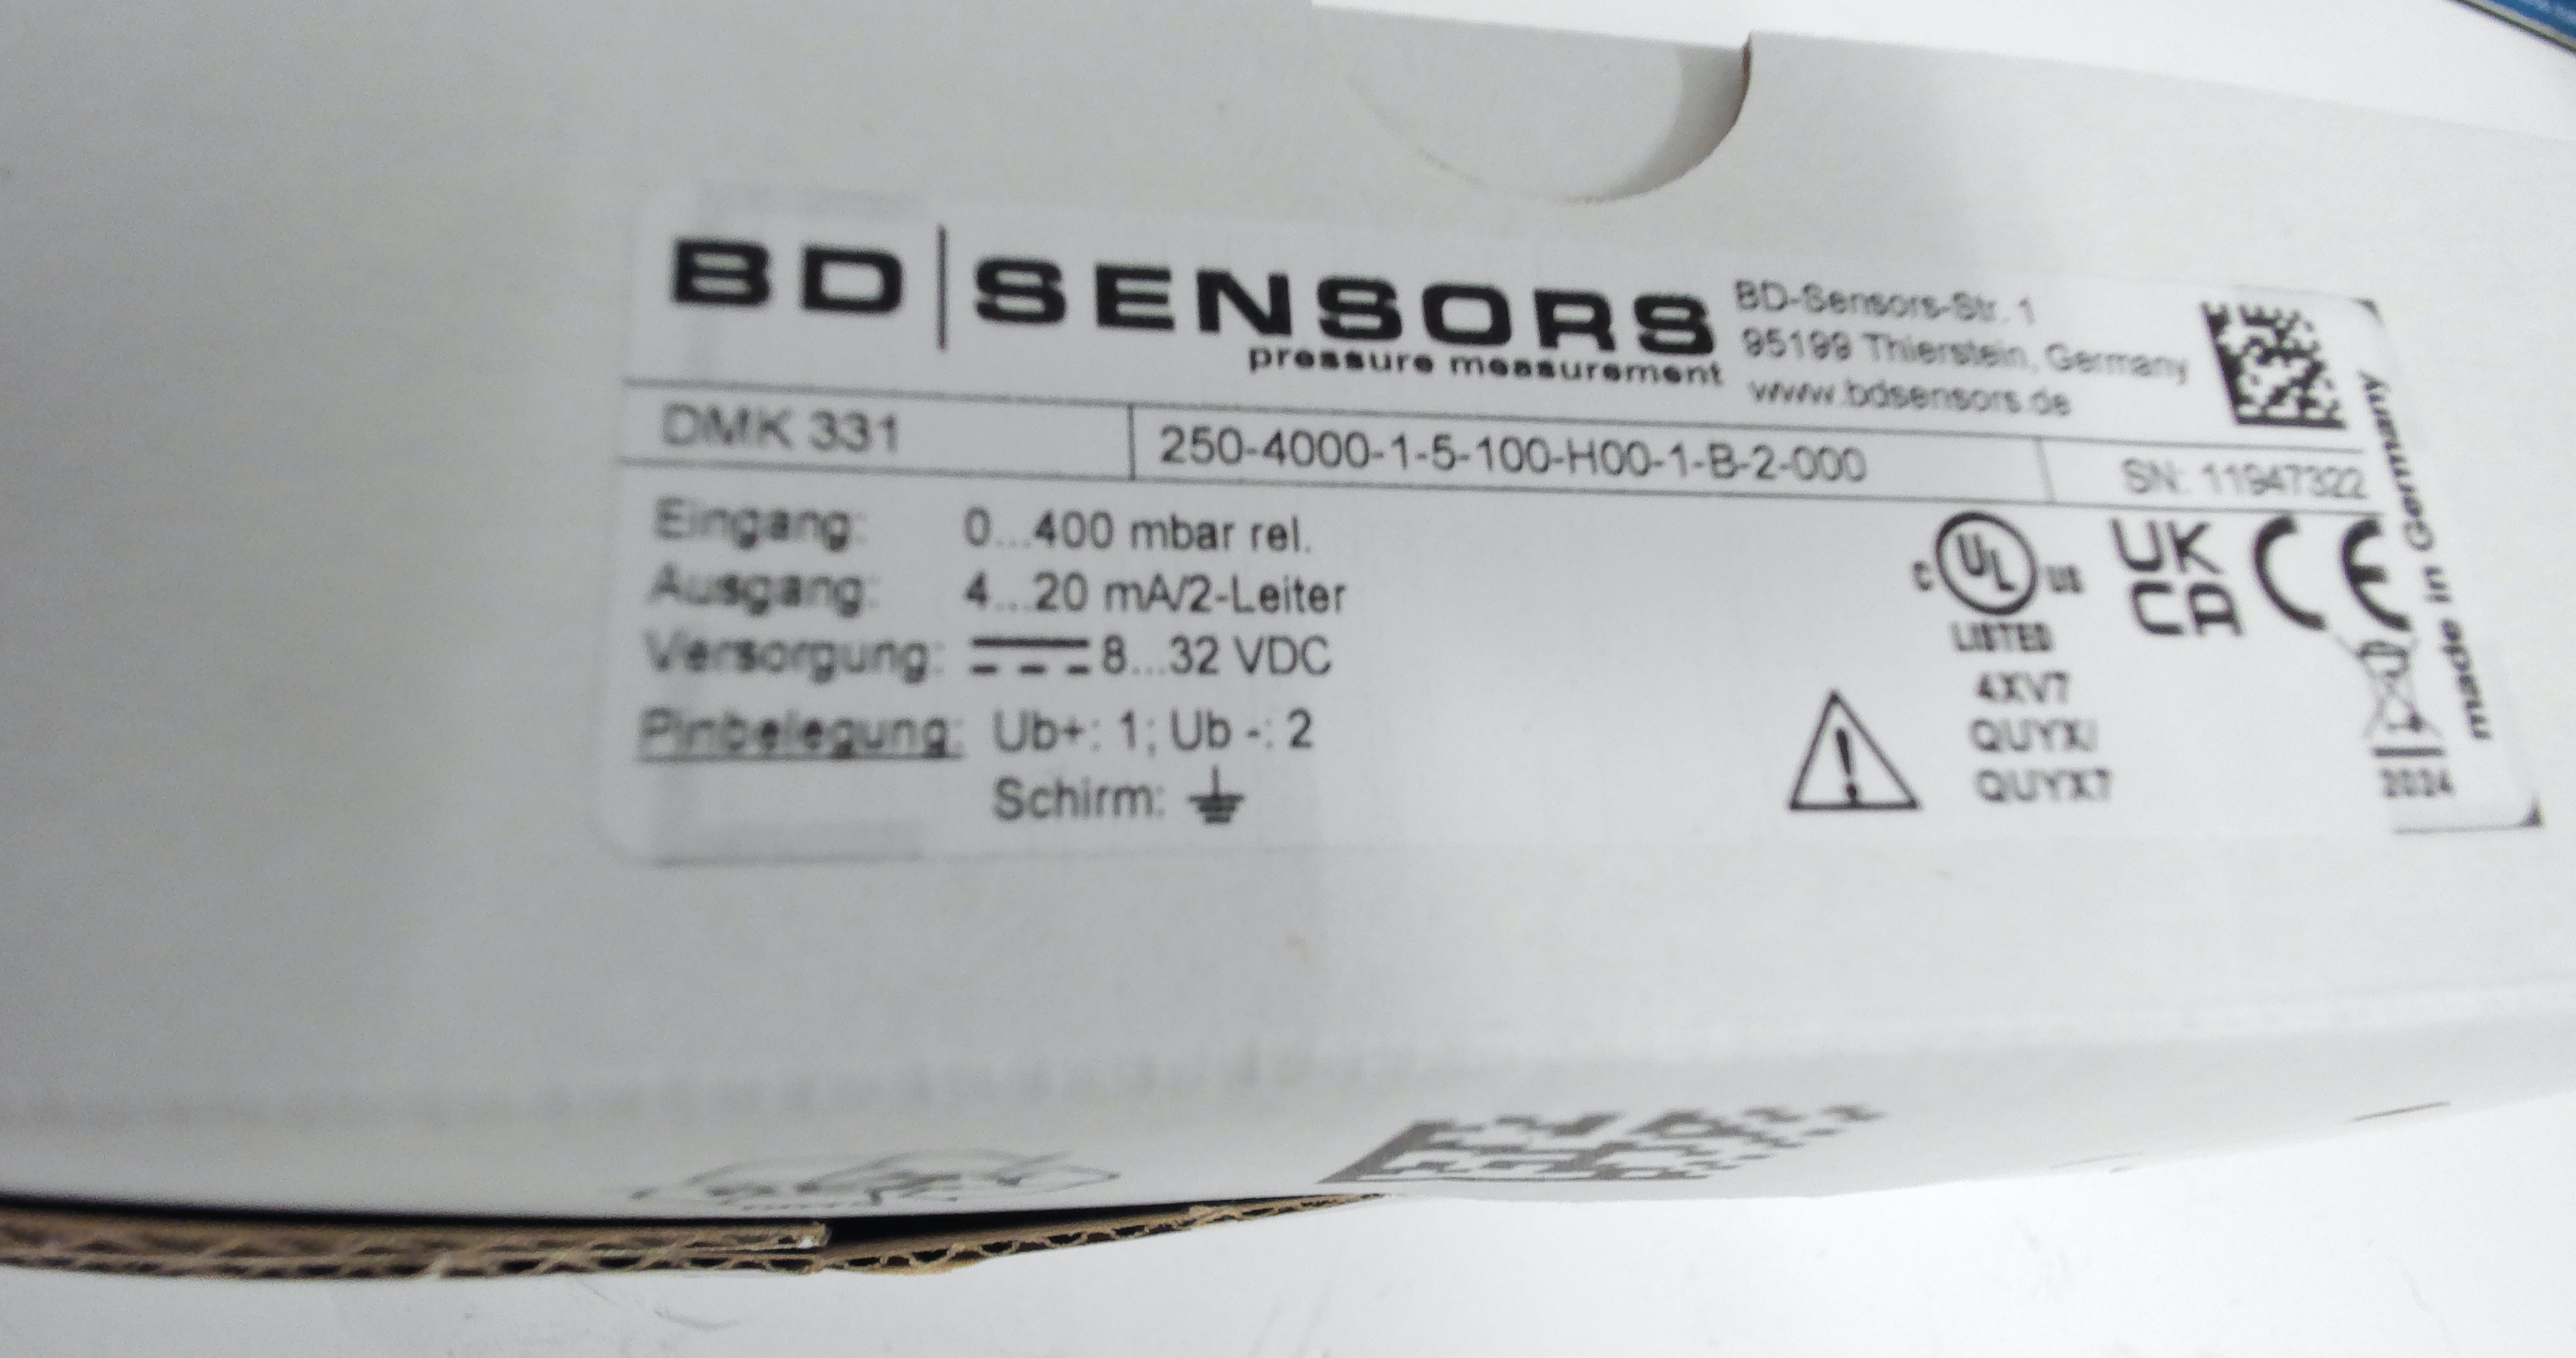 BD|SENSORS
pressure measurement
BD-Sensors-Str. 1
95199 Thierstein, Germany
www.bdsensors.de
DMK 331
250-4000-1-5-100-H00-1-B-2-000
SN: 11947322
Eingang: 0...400 mbar rel.
Ausgang: 4...20 mA/2-Leiter
Versorgung: 8...32 VDC
Pinbelegung: Ub+: 1; Ub -: 2
Schirm:
C UL US
LISTED
4XV7
QUYX/
QUYX7
UK
CA
CE
2024
made in Germany